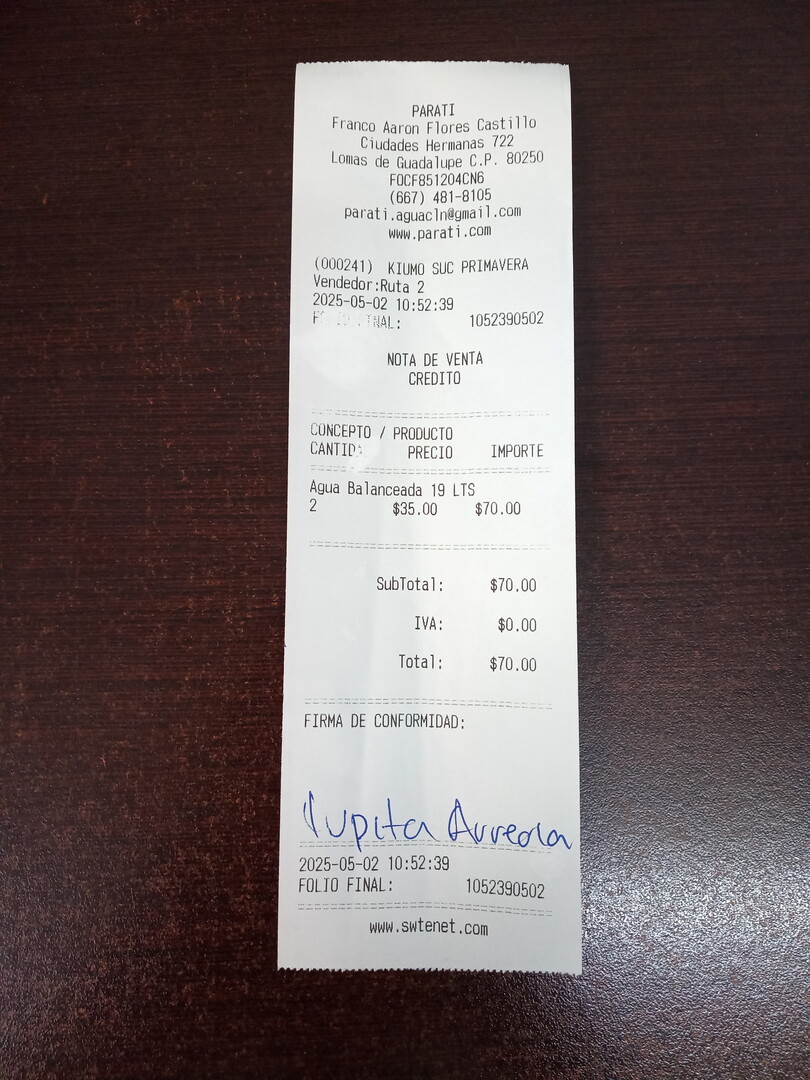 PARATI
Franco Aaron Flores Castillo
Ciudades Hermanas 722
Lomas de Guadalupe C.P. 80250
FOCF851204CN6
(667) 481-8105
parati.aguacln@gmail.com
www.parati.com
(000241) KIUMO SUC PRIMAVERA
Vendedor:Ruta 2
2025-05-02 10:52:39
FOLIO FINAL: 1052390502
NOTA DE VENTA
CREDITO
CONCEPTO / PRODUCTO
CANTIDA PRECIO IMPORTE
Agua Balanceada 19 LTS
2 $35.00 $70.00
SubTotal: $70.00
IVA: $0.00
Total: $70.00
FIRMA DE CONFORMIDAD:
Lupita Arreola
2025-05-02 10:52:39
FOLIO FINAL: 1052390502
www.swtenet.com